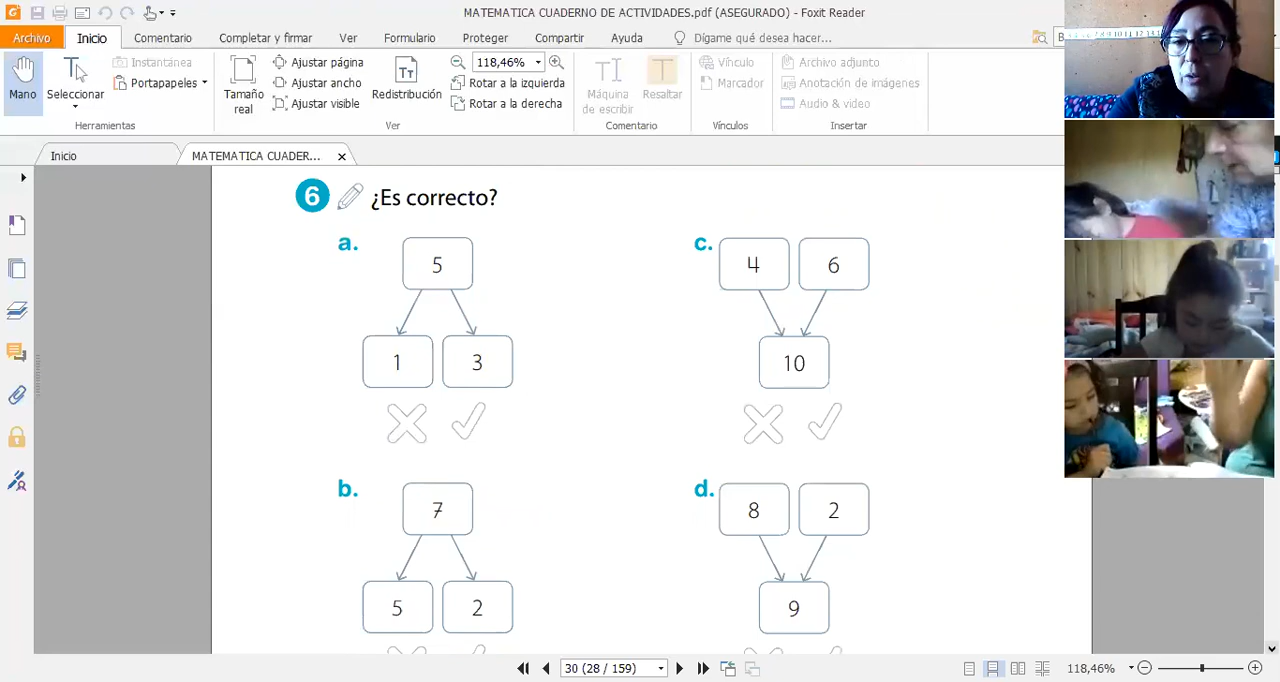 MATEMATICA CUADERNO DE ACTIVIDADES.pdf (ASEGURADO) - Foxit Reader
Archivo Inicio Comentario Completar y firmar Ver Formulario Proteger Compartir Ayuda Dígame qué desea hacer...
Mano
Seleccionar
Instantánea
Portapapeles
Herramientas
Tamaño real
Ajustar página
Ajustar ancho
Ajustar visible
Redistribución
118,46%
Rotar a la izquierda
Rotar a la derecha
Ver
Máquina de escribir
Resaltar
Comentario
Vínculo
Marcador
Vínculos
Archivo adjunto
Anotación de imágenes
Audio & video
Insertar
Inicio
MATEMATICA CUADER...
6 ¿Es correcto?
a.
5
1 3
c.
4 6
10
b.
7
5 2
d.
8 2
9
30 (28 / 159)
118,46%